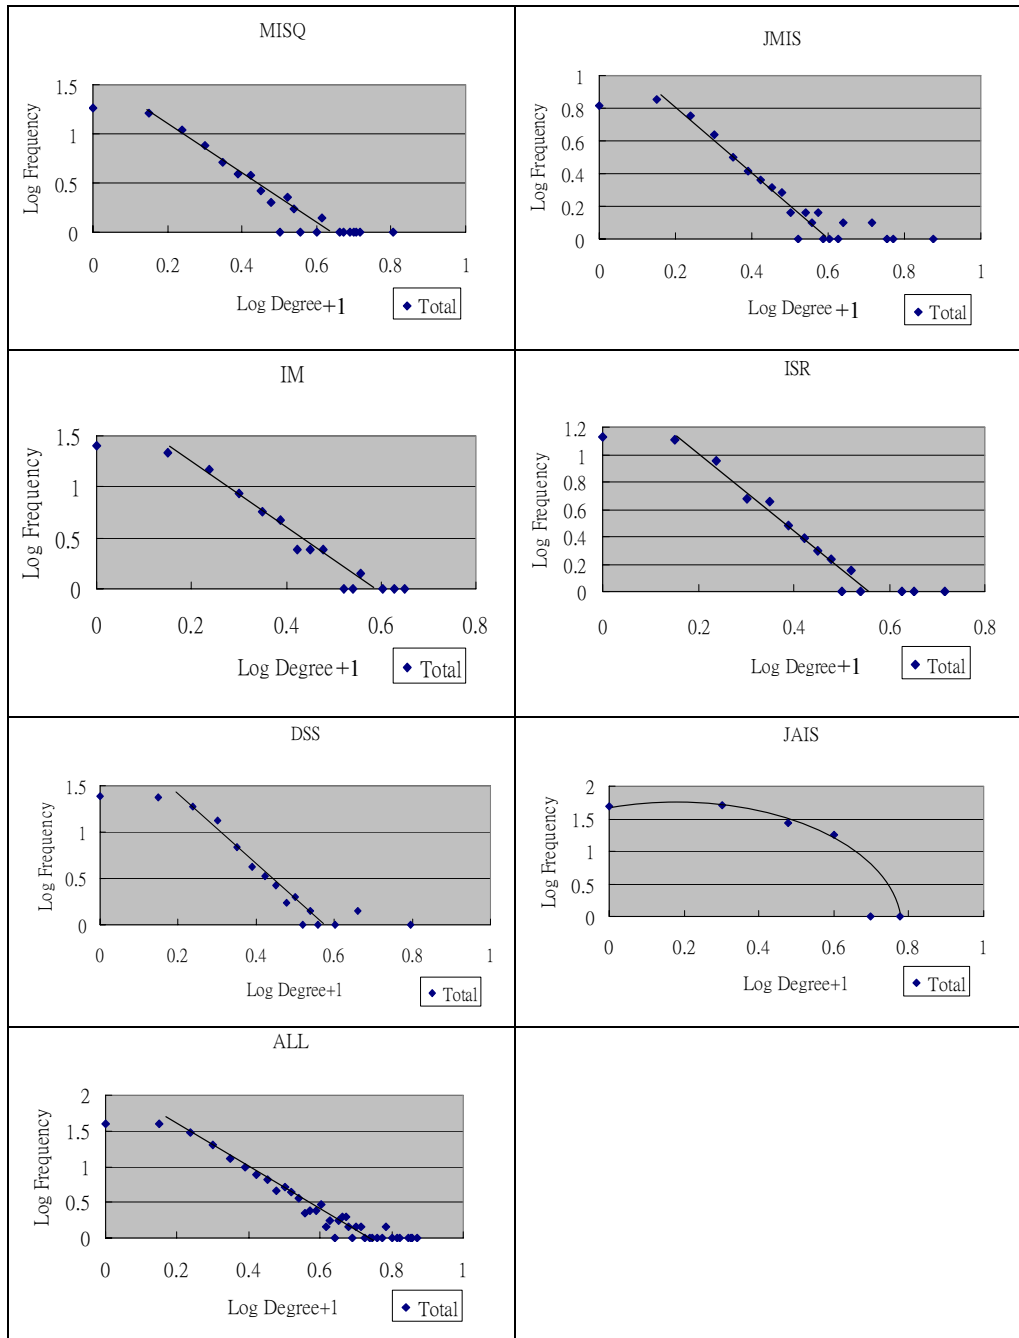 MISQ
Log Frequency
1.5
1
0.5
0
0 0.2 0.4 0.6 0.8 1
Log Degree+1
Total
JMIS
Log Frequency
1
0.8
0.6
0.4
0.2
0
0 0.2 0.4 0.6 0.8 1
Log Degree +1
Total
IM
Log Frequency
1.5
1
0.5
0
0 0.2 0.4 0.6 0.8
Log Degree+1
Total
ISR
Log Frequency
1.2
1
0.8
0.6
0.4
0.2
0
0 0.2 0.4 0.6 0.8
Log Degree+1
Total
DSS
Log Frequency
1.5
1
0.5
0
0 0.2 0.4 0.6 0.8 1
Log Degree+1
Total
JAIS
Log Frequency
2
1.5
1
0.5
0
0 0.2 0.4 0.6 0.8 1
Log Degree+1
Total
ALL
Log Frequency
2
1.5
1
0.5
0
0 0.2 0.4 0.6 0.8 1
Log Degree+1
Total